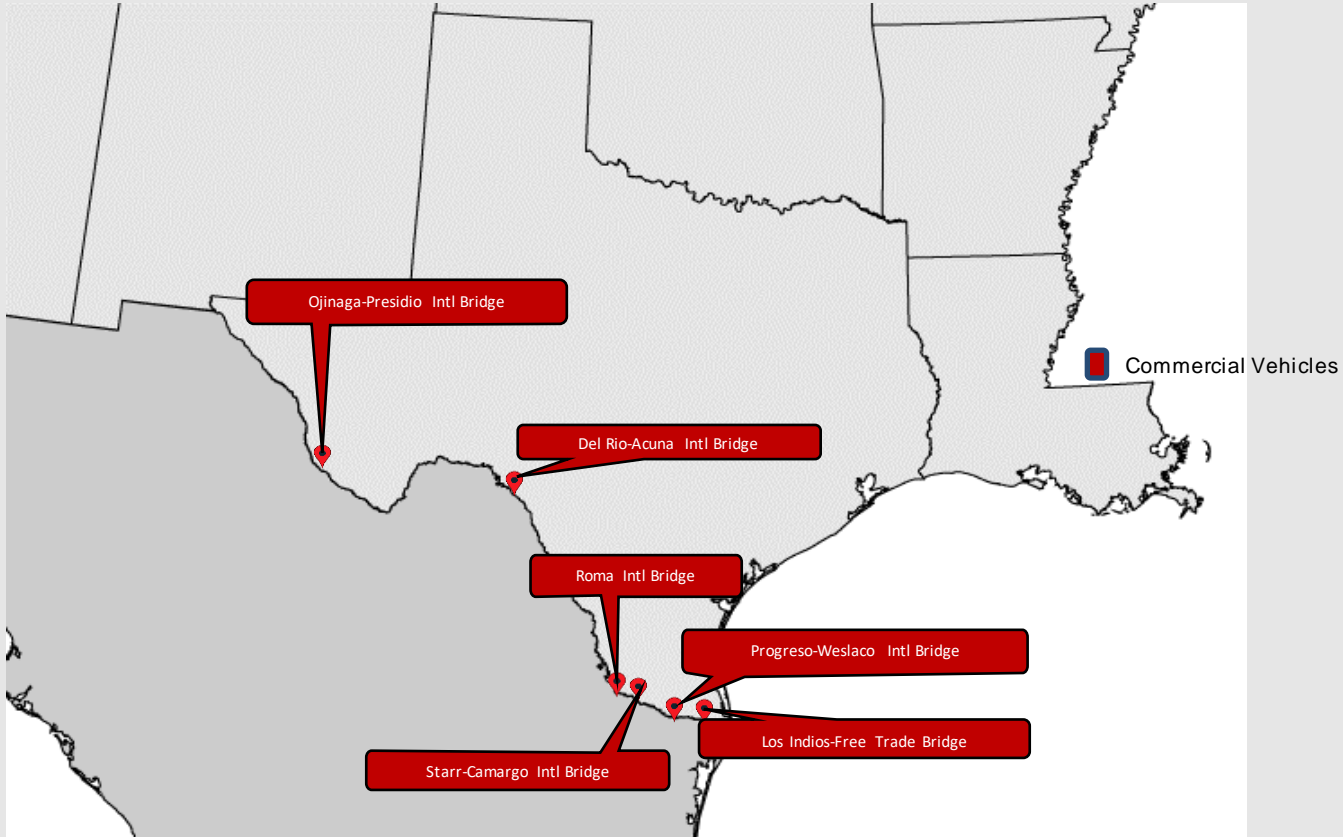 Ojinaga-Presidio Intl Bridge
Commercial Vehicles
Del Rio-Acuna Intl Bridge
Roma Intl Bridge
Progreso-Weslaco Intl Bridge
Los Indios-Free Trade Bridge
Starr-Camargo Intl Bridge